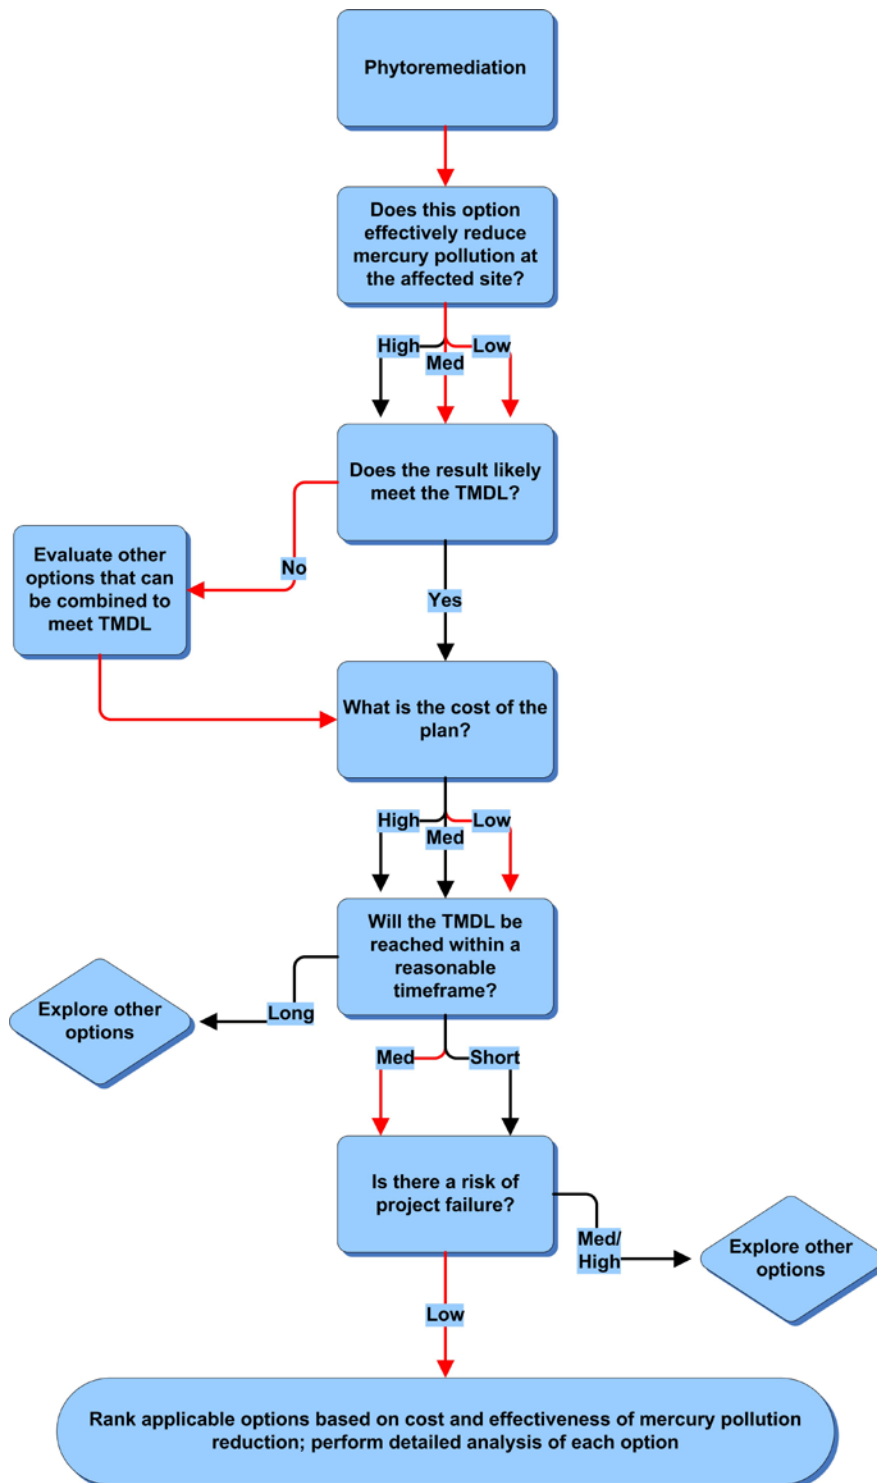 Phytoremediation
Does this option
effectively reduce
mercury pollution at
the affected site?
High
Med
Low
Does the result likely
meet the TMDL?
No
Evaluate other
options that can
be combined to
meet TMDL
Yes
What is the cost of the
plan?
High
Med
Low
Will the TMDL be
reached within a
reasonable
timeframe?
Long
Explore other
options
Med
Short
Is there a risk of
project failure?
Med/
High
Explore other
options
Low
Rank applicable options based on cost and effectiveness of mercury pollution
reduction; perform detailed analysis of each option